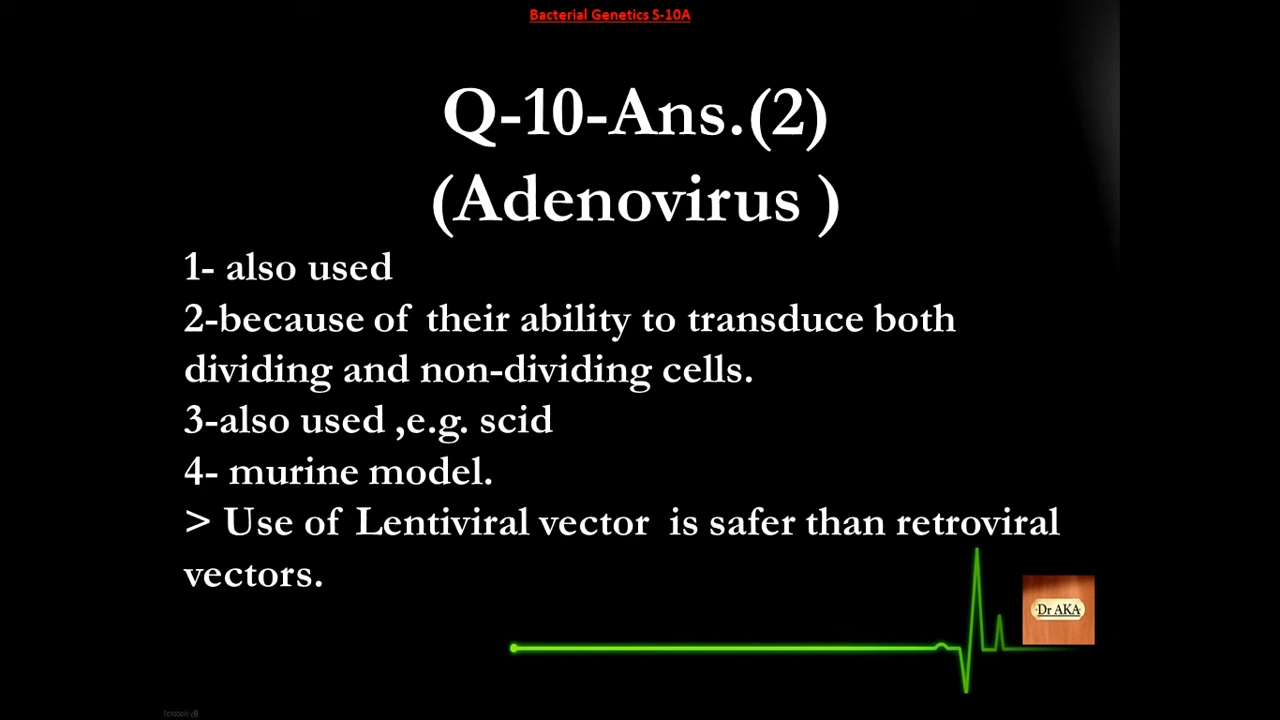 Bacterial Genetics S-10A
Q-10-Ans.(2)
(Adenovirus )
1- also used
2-because of their ability to transduce both
dividing and non-dividing cells.
3-also used ,e.g. scid
4- murine model.
> Use of Lentiviral vector is safer than retroviral
vectors.
Dr AKA